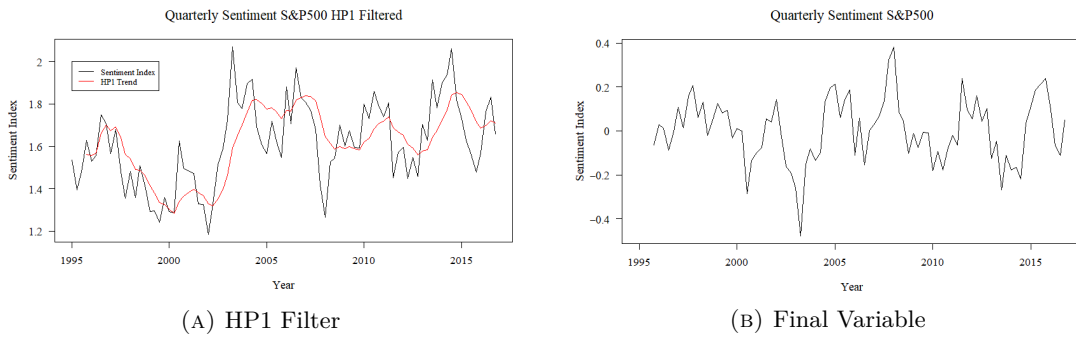 Quarterly Sentiment S&P500 HP1 Filtered
Sentiment Index
2
1.8
1.6
1.4
1.2
Sentiment Index
HP1 Trend
1995
2000
2005
2010
2015
Year
(A) HP1 Filter
Quarterly Sentiment S&P500
Sentiment Index
0.4
0.2
0
−0.2
−0.4
1995
2000
2005
2010
2015
Year
(B) Final Variable